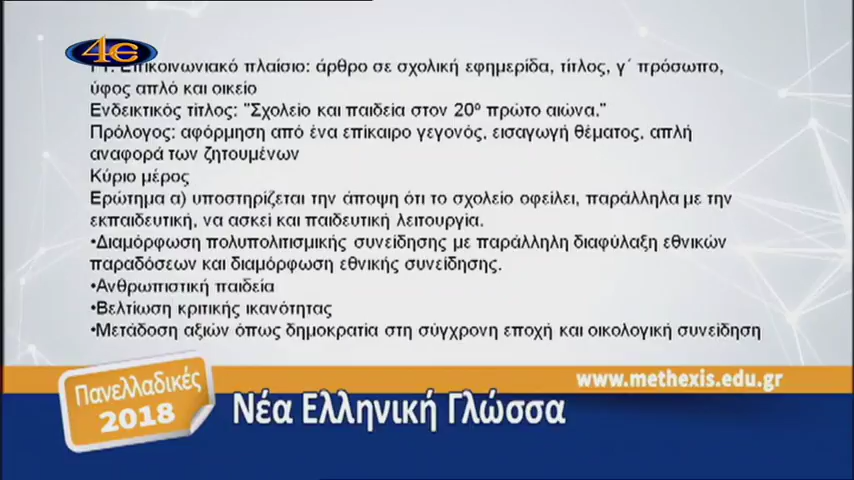 4E
Γ1. Επικοινωνιακό πλαίσιο: άρθρο σε σχολική εφημερίδα, τίτλος, γ΄ πρόσωπο,
ύφος απλό και οικείο
Ενδεικτικός τίτλος: "Σχολείο και παιδεία στον 20º πρώτο αιώνα."
Πρόλογος: αφόρμηση από ένα επίκαιρο γεγονός, εισαγωγή θέματος, απλή
αναφορά των ζητουμένων
Κύριο μέρος
Ερώτημα α) υποστηρίζεται την άποψη ότι το σχολείο οφείλει, παράλληλα με την
εκπαιδευτική, να ασκεί και παιδευτική λειτουργία.
•Διαμόρφωση πολυπολιτισμικής συνείδησης με παράλληλη διαφύλαξη εθνικών
παραδόσεων και διαμόρφωση εθνικής συνείδησης.
•Ανθρωπιστική παιδεία
•Βελτίωση κριτικής ικανότητας
•Μετάδοση αξιών όπως δημοκρατία στη σύγχρονη εποχή και οικολογική συνείδηση
www.methexis.edu.gr
Πανελλαδικές
2018
Νέα Ελληνική Γλώσσα